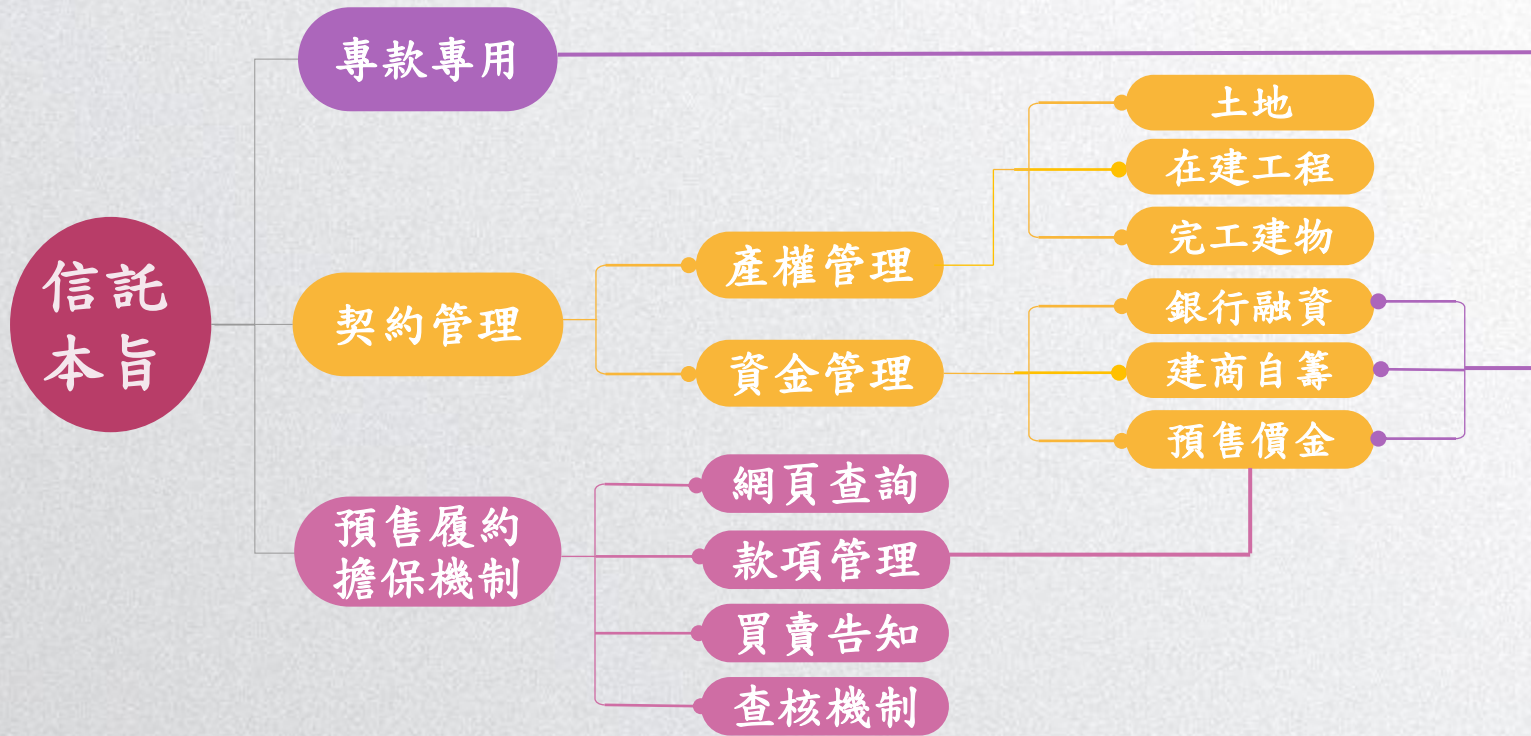 專款專用
信託
本旨
契約管理
產權管理
土地
在建工程
完工建物
資金管理
銀行融資
建商自籌
預售價金
預售履約
擔保機制
網頁查詢
款項管理
買賣告知
查核機制